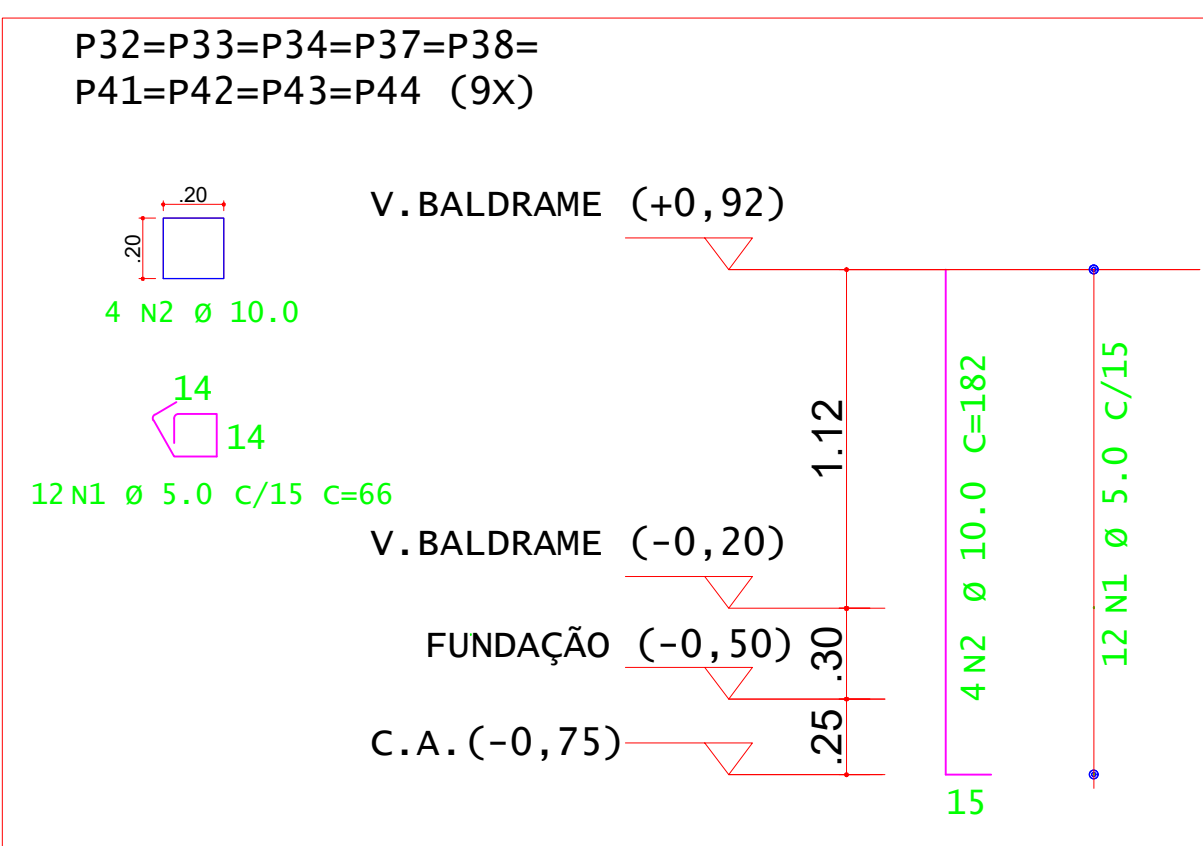 P32=P33=P34=P37=P38=
P41=P42=P43=P44 (9X)
.20
.20
4 N2 Ø 10.0
14
14
12 N1 Ø 5.0 C/15 C=66
V.BALDRAME (+0,92)
1.12
V.BALDRAME (-0,20)
FUNDAÇÃO (-0,50)
.30
C.A.(-0,75)
.25
4 N2 Ø 10.0 C=182
15
12 N1 Ø 5.0 C/15